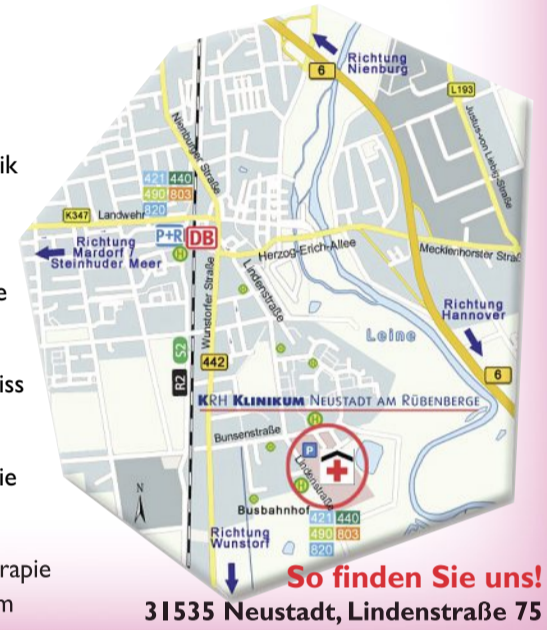 Richtung
Nienburg
6
L193
Justus-von Liebig-Straße
Nienburger Straße
ik
421 440
490 803
820
K347 Landwehr
P+R DB
H
Richtung
Mardorf /
Steinhuder Meer
Herzog-Erich-Allee
Mecklenhorster Straß
Lindenstraße
Wunstorfer Straße
e
Richtung
Hannover
Leine
S2
442
6
R2
iss
KRH KLINIKUM NEUSTADT AM RÜBENBERGE
H
Bunsenstraße
P
Lindenstraße
H
ie
N
Busbahnhof
421 440
490 803
820
Richtung
Wunstorf
rapie
m
So finden Sie uns!
31535 Neustadt, Lindenstraße 75